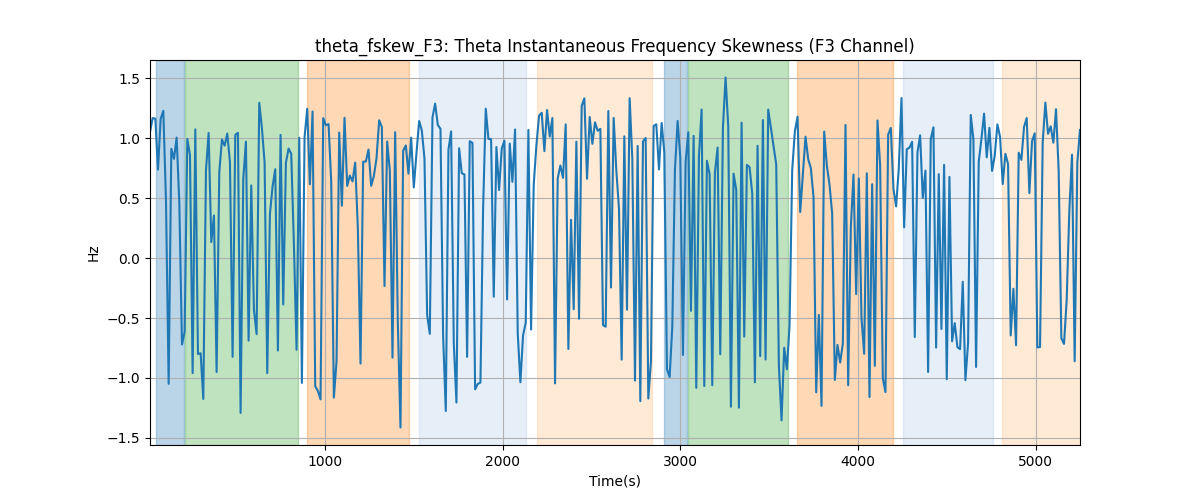 theta_fskew_F3: Theta Instantaneous Frequency Skewness (F3 Channel)
1.5
1.0
0.5
0.0
−0.5
−1.0
−1.5
Hz
1000 2000 3000 4000 5000
Time(s)